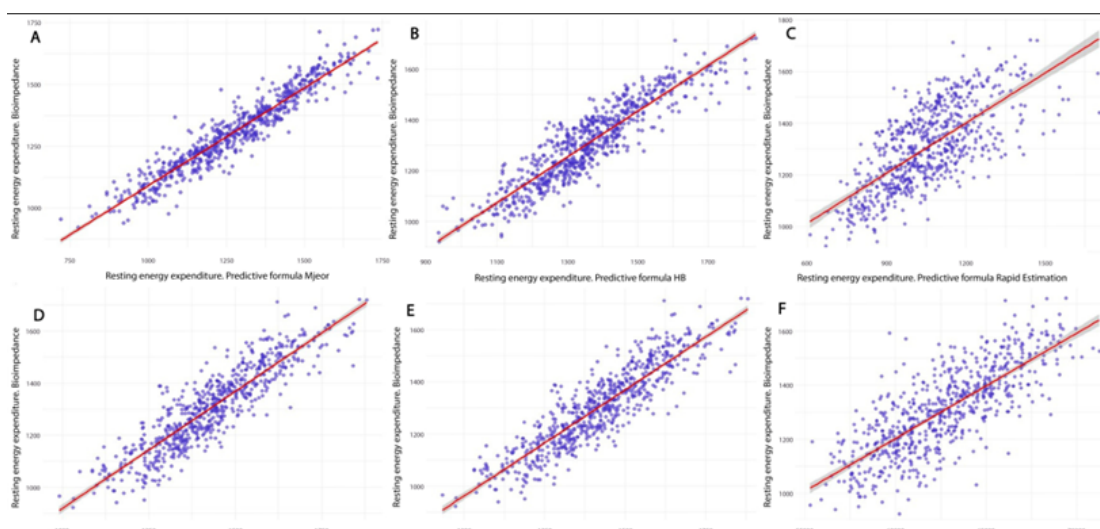 A
B
C
1750
1500
1250
1000
750
1000
1250
1500
1750
Resting energy expenditure. Bioimpedance
Resting energy expenditure. Predictive formula Mjeor
1600
1400
1200
1000
900
1100
1300
1500
1700
Resting energy expenditure. Bioimpedance
Resting energy expenditure. Predictive formula HB
1800
1600
1400
1200
1000
600
900
1200
1500
Resting energy expenditure. Bioimpedance
Resting energy expenditure. Predictive formula Rapid Estimation
D
E
F
1600
1400
1200
1000
Resting energy expenditure. Bioimpedance
1600
1400
1200
1000
Resting energy expenditure. Bioimpedance
1600
1400
1200
1000
Resting energy expenditure. Bioimpedance